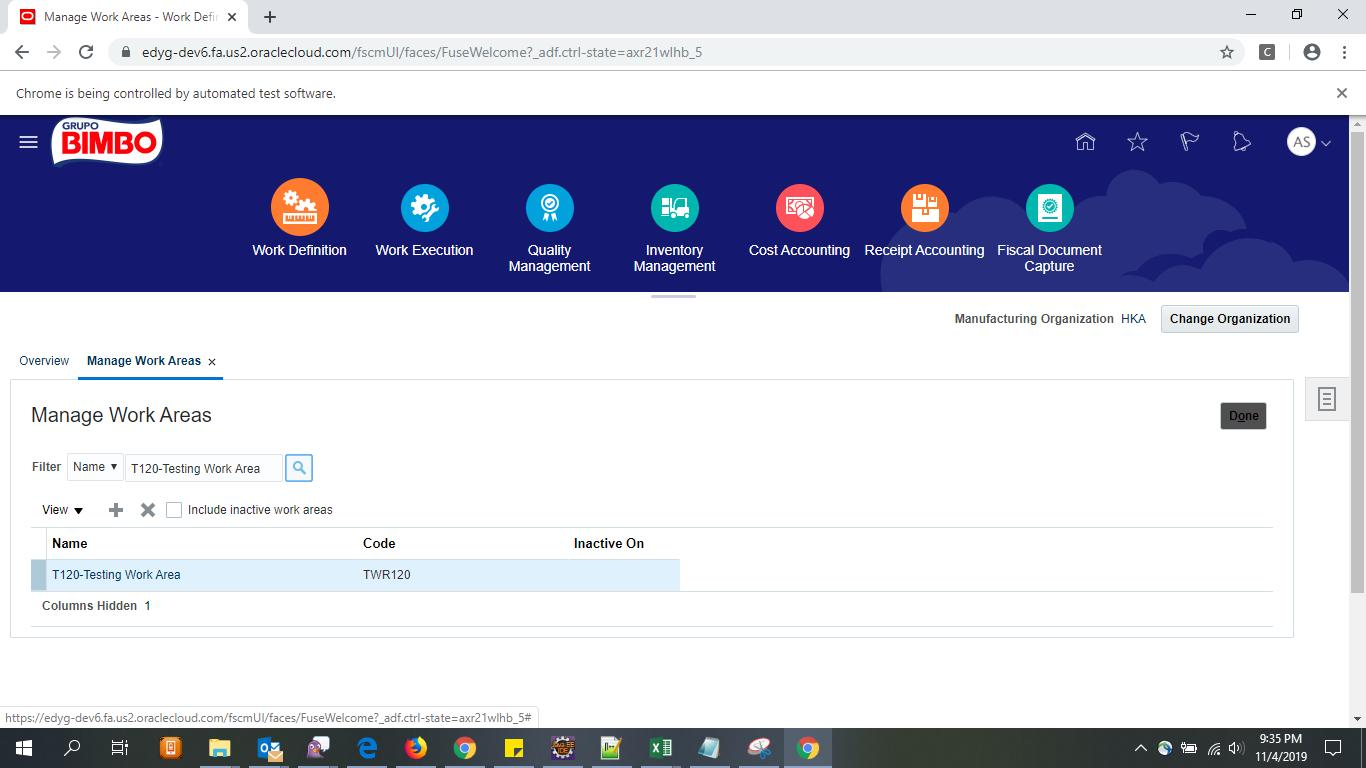 Manage Work Areas - Work Defin
edyg-dev6.fa.us2.oraclecloud.com/fscmUI/faces/FuseWelcome?_adf.ctrl-state=axr21wlhb_5
C
Chrome is being controlled by automated test software.
GRUPO
BIMBO
AS
Work Definition
Work Execution
Quality
Management
Inventory
Management
Cost Accounting
Receipt Accounting
Fiscal Document
Capture
Manufacturing Organization HKA
Change Organization
Overview
Manage Work Areas
Manage Work Areas
Done
Filter
Name
T120-Testing Work Area
View
Include inactive work areas
Name
Code
Inactive On
T120-Testing Work Area
TWR120
Columns Hidden 1
https://edyg-dev6.fa.us2.oraclecloud.com/fscmUI/faces/FuseWelcome?_adf.ctrl-state=axr21wlhb_5#
9:35 PM
11/4/2019